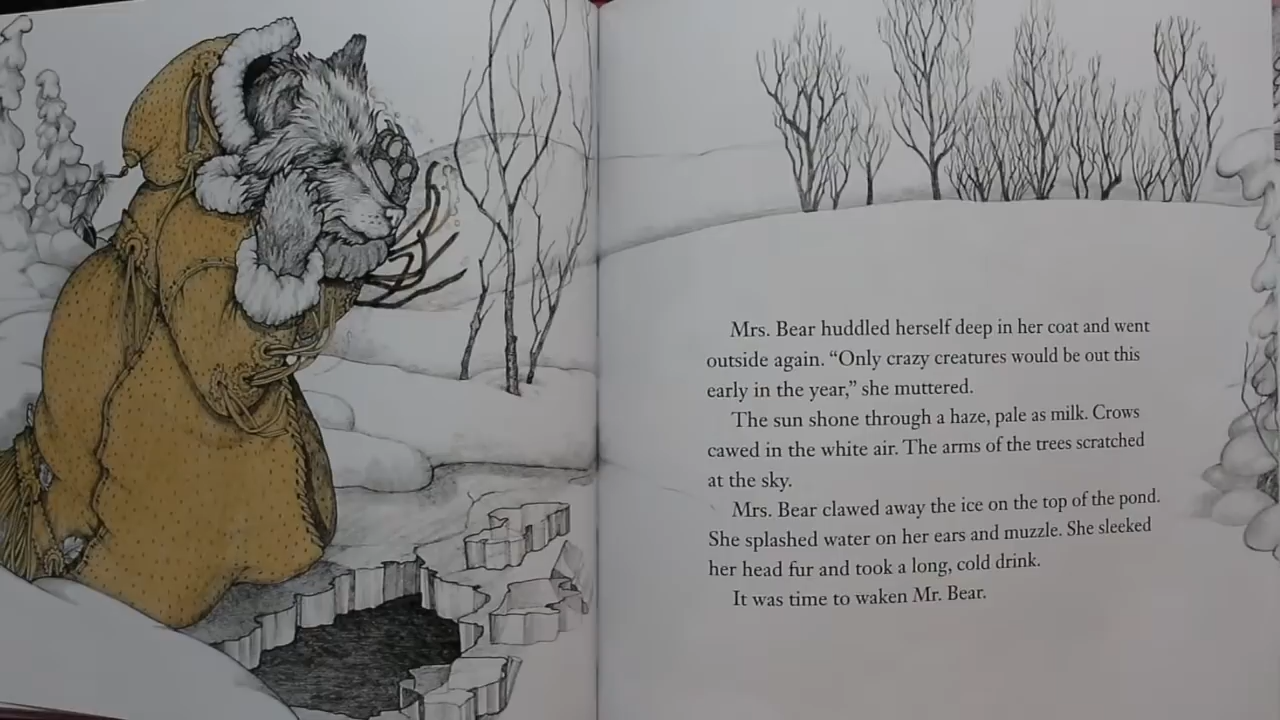 Mrs. Bear huddled herself deep in her coat and went
outside again. “Only crazy creatures would be out this
early in the year,” she muttered.
The sun shone through a haze, pale as milk. Crows
cawed in the white air. The arms of the trees scratched
at the sky.
Mrs. Bear clawed away the ice on the top of the pond.
She splashed water on her ears and muzzle. She sleeked
her head fur and took a long, cold drink.
It was time to waken Mr. Bear.